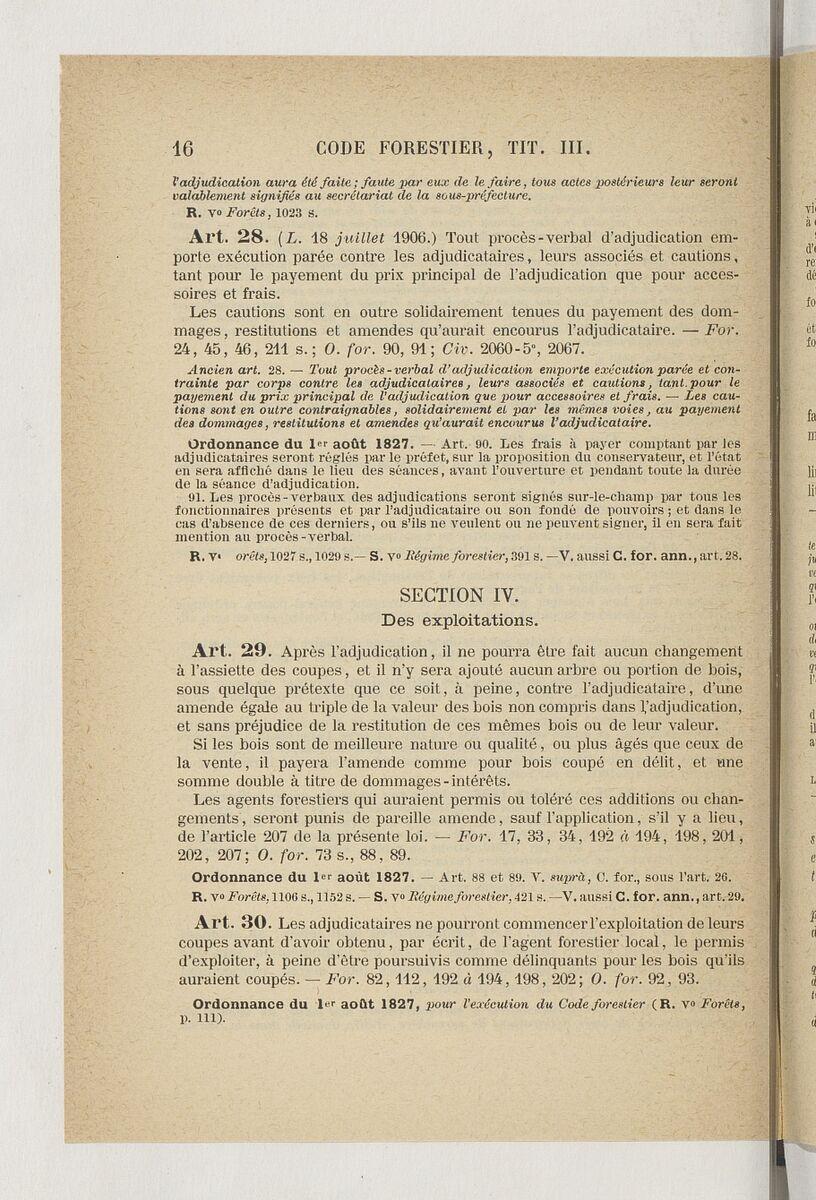 16 CODE FORESTIER, TIT. III.
l'adjudication aura été faite ; faute par eux de le faire, tous actes postérieurs leur seront
valablement signifiés au secrétariat de la sous-préfecture.
R. vo Forêts, 1023 s.
Art. 28. (L. 18 juillet 1906.) Tout procès-verbal d'adjudication em-
porte exécution parée contre les adjudicataires, leurs associés et cautions,
tant pour le payement du prix principal de l'adjudication que pour acces-
soires et frais.
Les cautions sont en outre solidairement tenues du payement des dom-
mages, restitutions et amendes qu'aurait encourus l'adjudicataire. — For.
24, 45, 46, 211 s. ; O. for. 90, 91 ; Civ. 2060-5°, 2067.
Ancien art. 28. — Tout procès-verbal d'adjudication emporte exécution parée et con-
trainte par corps contre les adjudicataires, leurs associés et cautions, tant pour le
payement du prix principal de l'adjudication que pour accessoires et frais. — Les cau-
tions sont en outre contraignables, solidairement et par les mêmes voies, au payement
des dommages, restitutions et amendes qu'aurait encourus l'adjudicataire.
Ordonnance du 1er août 1827. — Art. 90. Les frais à payer comptant par les
adjudicataires seront réglés par le préfet, sur la proposition du conservateur, et l'état
en sera affiché dans le lieu des séances, avant l'ouverture et pendant toute la durée
de la séance d'adjudication.
91. Les procès-verbaux des adjudications seront signés sur-le-champ par tous les
fonctionnaires présents et par l'adjudicataire ou son fondé de pouvoirs ; et dans le
cas d'absence de ces derniers, ou s'ils ne veulent ou ne peuvent signer, il en sera fait
mention au procès-verbal.
R. v orêts, 1027 s., 1029 s. — S. vo Régime forestier, 391 s. — V. aussi C. for. ann., art. 28.
SECTION IV.
Des exploitations.
Art. 29. Après l'adjudication, il ne pourra être fait aucun changement
à l'assiette des coupes, et il n'y sera ajouté aucun arbre ou portion de bois,
sous quelque prétexte que ce soit, à peine, contre l'adjudicataire, d'une
amende égale au triple de la valeur des bois non compris dans l'adjudication,
et sans préjudice de la restitution de ces mêmes bois ou de leur valeur.
Si les bois sont de meilleure nature ou qualité, ou plus âgés que ceux de
la vente, il payera l'amende comme pour bois coupé en délit, et une
somme double à titre de dommages-intérêts.
Les agents forestiers qui auraient permis ou toléré ces additions ou chan-
gements, seront punis de pareille amende, sauf l'application, s'il y a lieu,
de l'article 207 de la présente loi. — For. 17, 33, 34, 192 à 194, 198, 201,
202, 207 ; O. for. 73 s., 88, 89.
Ordonnance du 1er août 1827. — Art. 88 et 89. V. suprà, C. for., sous l'art. 26.
R. vo Forêts, 1106 s., 1152 s. — S. vo Régime forestier, 421 s. — V. aussi C. for. ann., art. 29.
Art. 30. Les adjudicataires ne pourront commencer l'exploitation de leurs
coupes avant d'avoir obtenu, par écrit, de l'agent forestier local, le permis
d'exploiter, à peine d'être poursuivis comme délinquants pour les bois qu'ils
auraient coupés. — For. 82, 112, 192 à 194, 198, 202 ; O. for. 92, 93.
Ordonnance du 1er août 1827, pour l'exécution du Code forestier (R. vo Forêts,
p. 111).